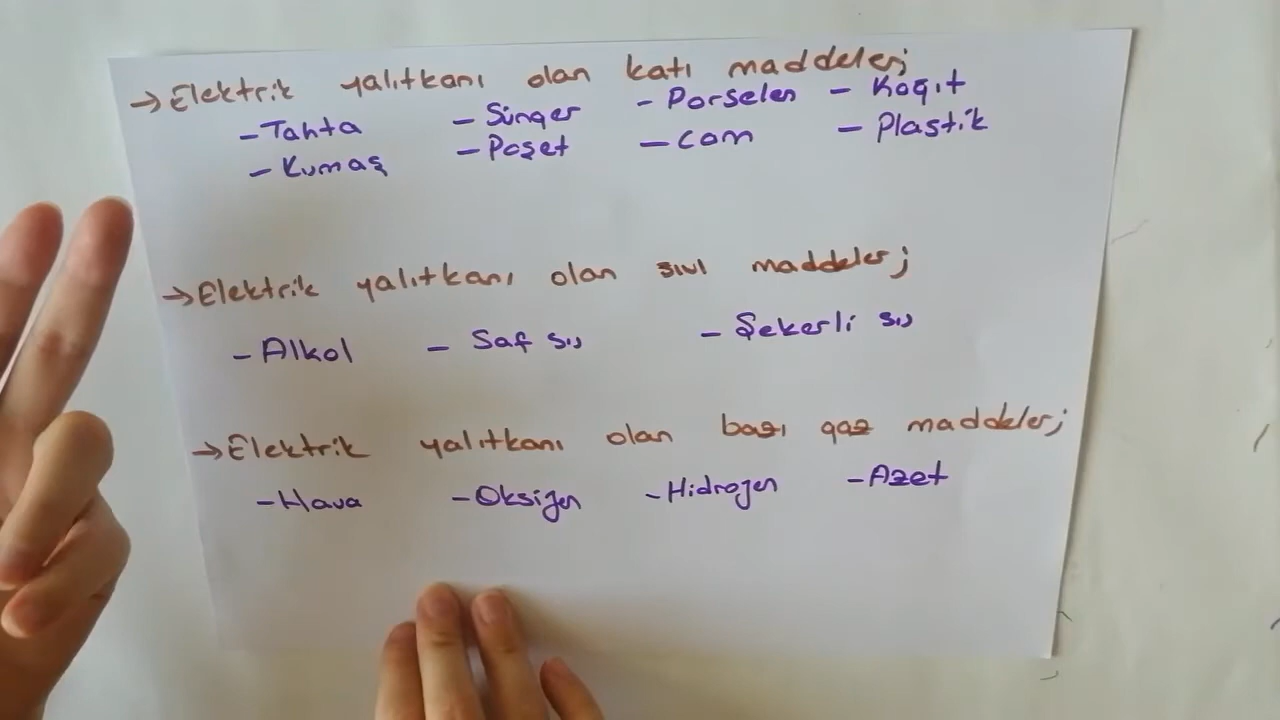 → Elektrik yalıtkanı olan katı maddeler;
- Tahta - Sünger - Porselen - Kağıt
- Kumaş - Poşet - Cam - Plastik
→ Elektrik yalıtkanı olan sıvı maddeler;
- Alkol - Saf su - Şekerli su
→ Elektrik yalıtkanı olan bazı gaz maddeler;
- Hava - Oksijen - Hidrojen - Azot